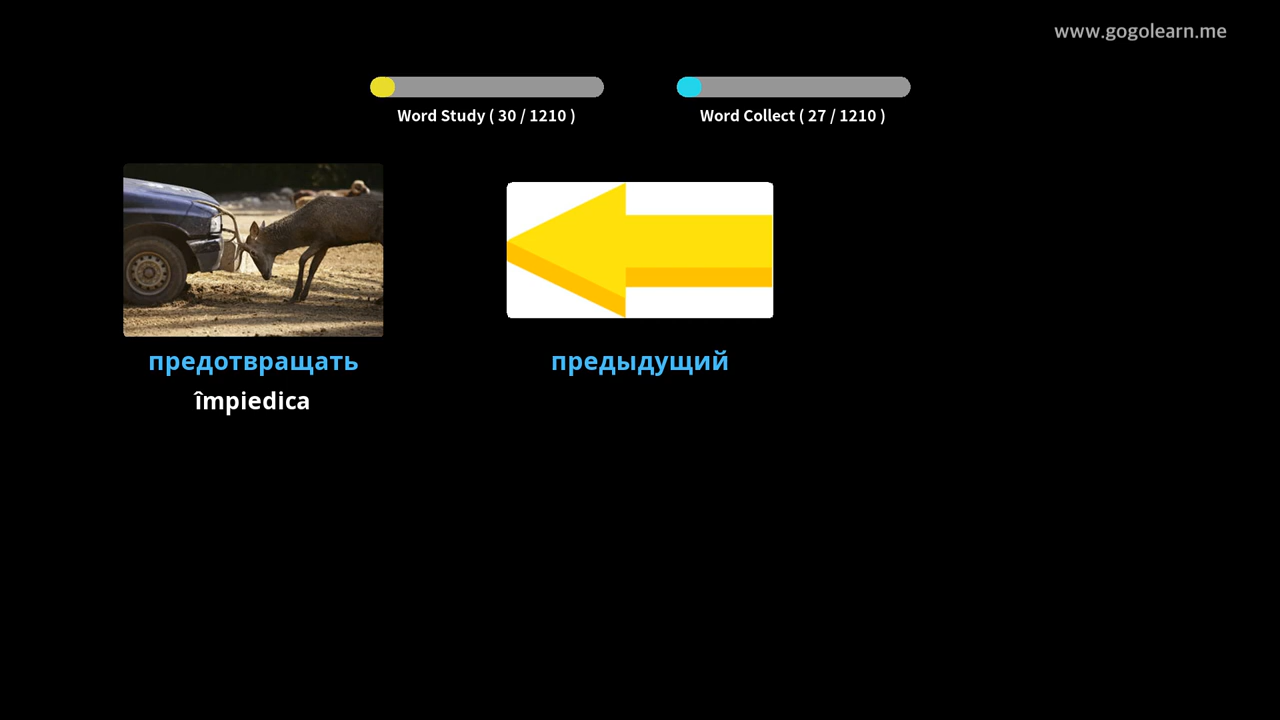 www.gogolearn.me
Word Study ( 30 / 1210 )
Word Collect ( 27 / 1210 )
предотвращать
împiedica
предыдущий